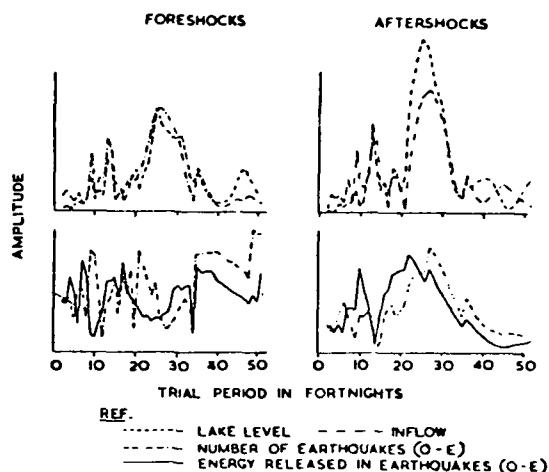 FORESHOCKS
AFTERSHOCKS
AMPLITUDE
0 10 20 30 40 50
0 10 20 30 40 50
TRIAL PERIOD IN FORTNIGHTS
REF.
LAKE LEVEL
INFLOW
NUMBER OF EARTHQUAKES (O-E)
ENERGY RELEASED IN EARTHQUAKES (O-E)